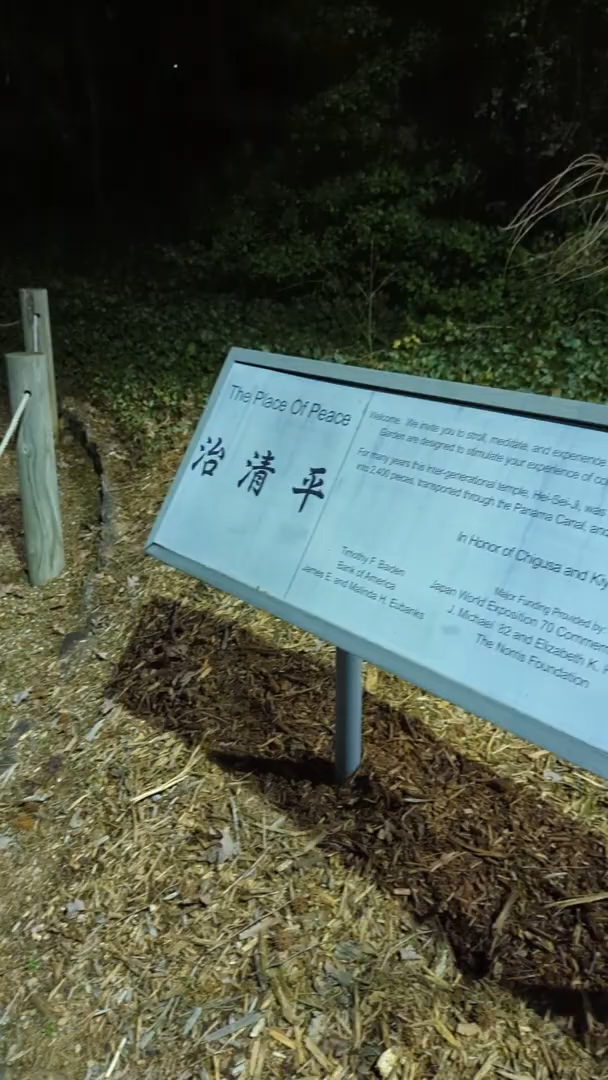 The Place Of Peace
治清平
Welcome. We invite you to stroll, meditate, and experience
Garden are designed to stimulate your experience of
For many years this inter-generational temple, Hei-Sei-Ji, was
into 2,400 pieces, transported through the Panama Canal, and
In Honor of Chigusa and
Major Funding Provided by
Japan World Exposition 70
J. Michael '82 and Elizabeth K.
The Norris Foundation
Timothy F.
Bank of America
James E. and Malinda H. Eubanks